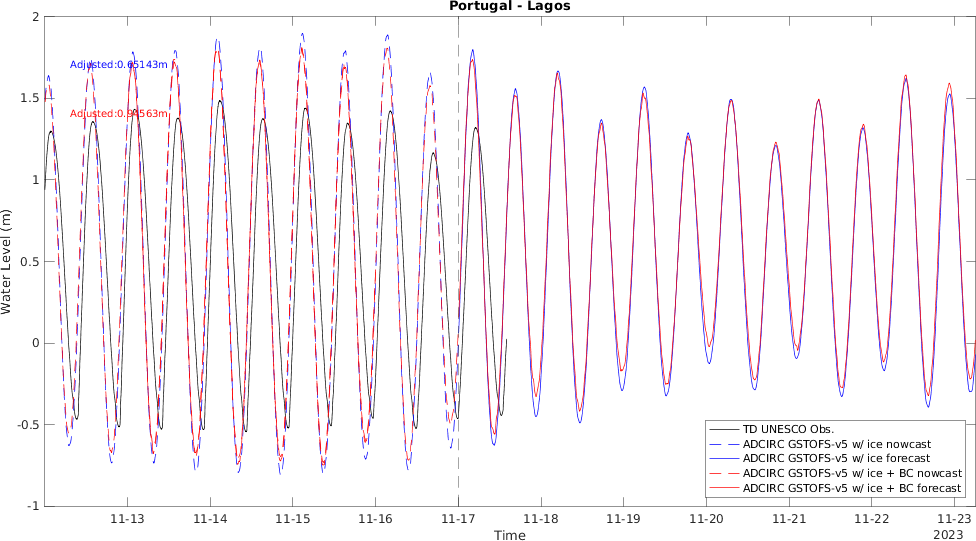 Portugal - Lagos
Adjusted:0.65143m
Adjusted:0.94563m
Water Level (m)
2
1.5
1
0.5
0
-0.5
-1
TD UNESCO Obs.
ADCIRC GSTOFS-v5 w/ ice nowcast
ADCIRC GSTOFS-v5 w/ ice forecast
ADCIRC GSTOFS-v5 w/ ice + BC nowcast
ADCIRC GSTOFS-v5 w/ ice + BC forecast
11-13 11-14 11-15 11-16 11-17 11-18 11-19 11-20 11-21 11-22 11-23
Time
2023